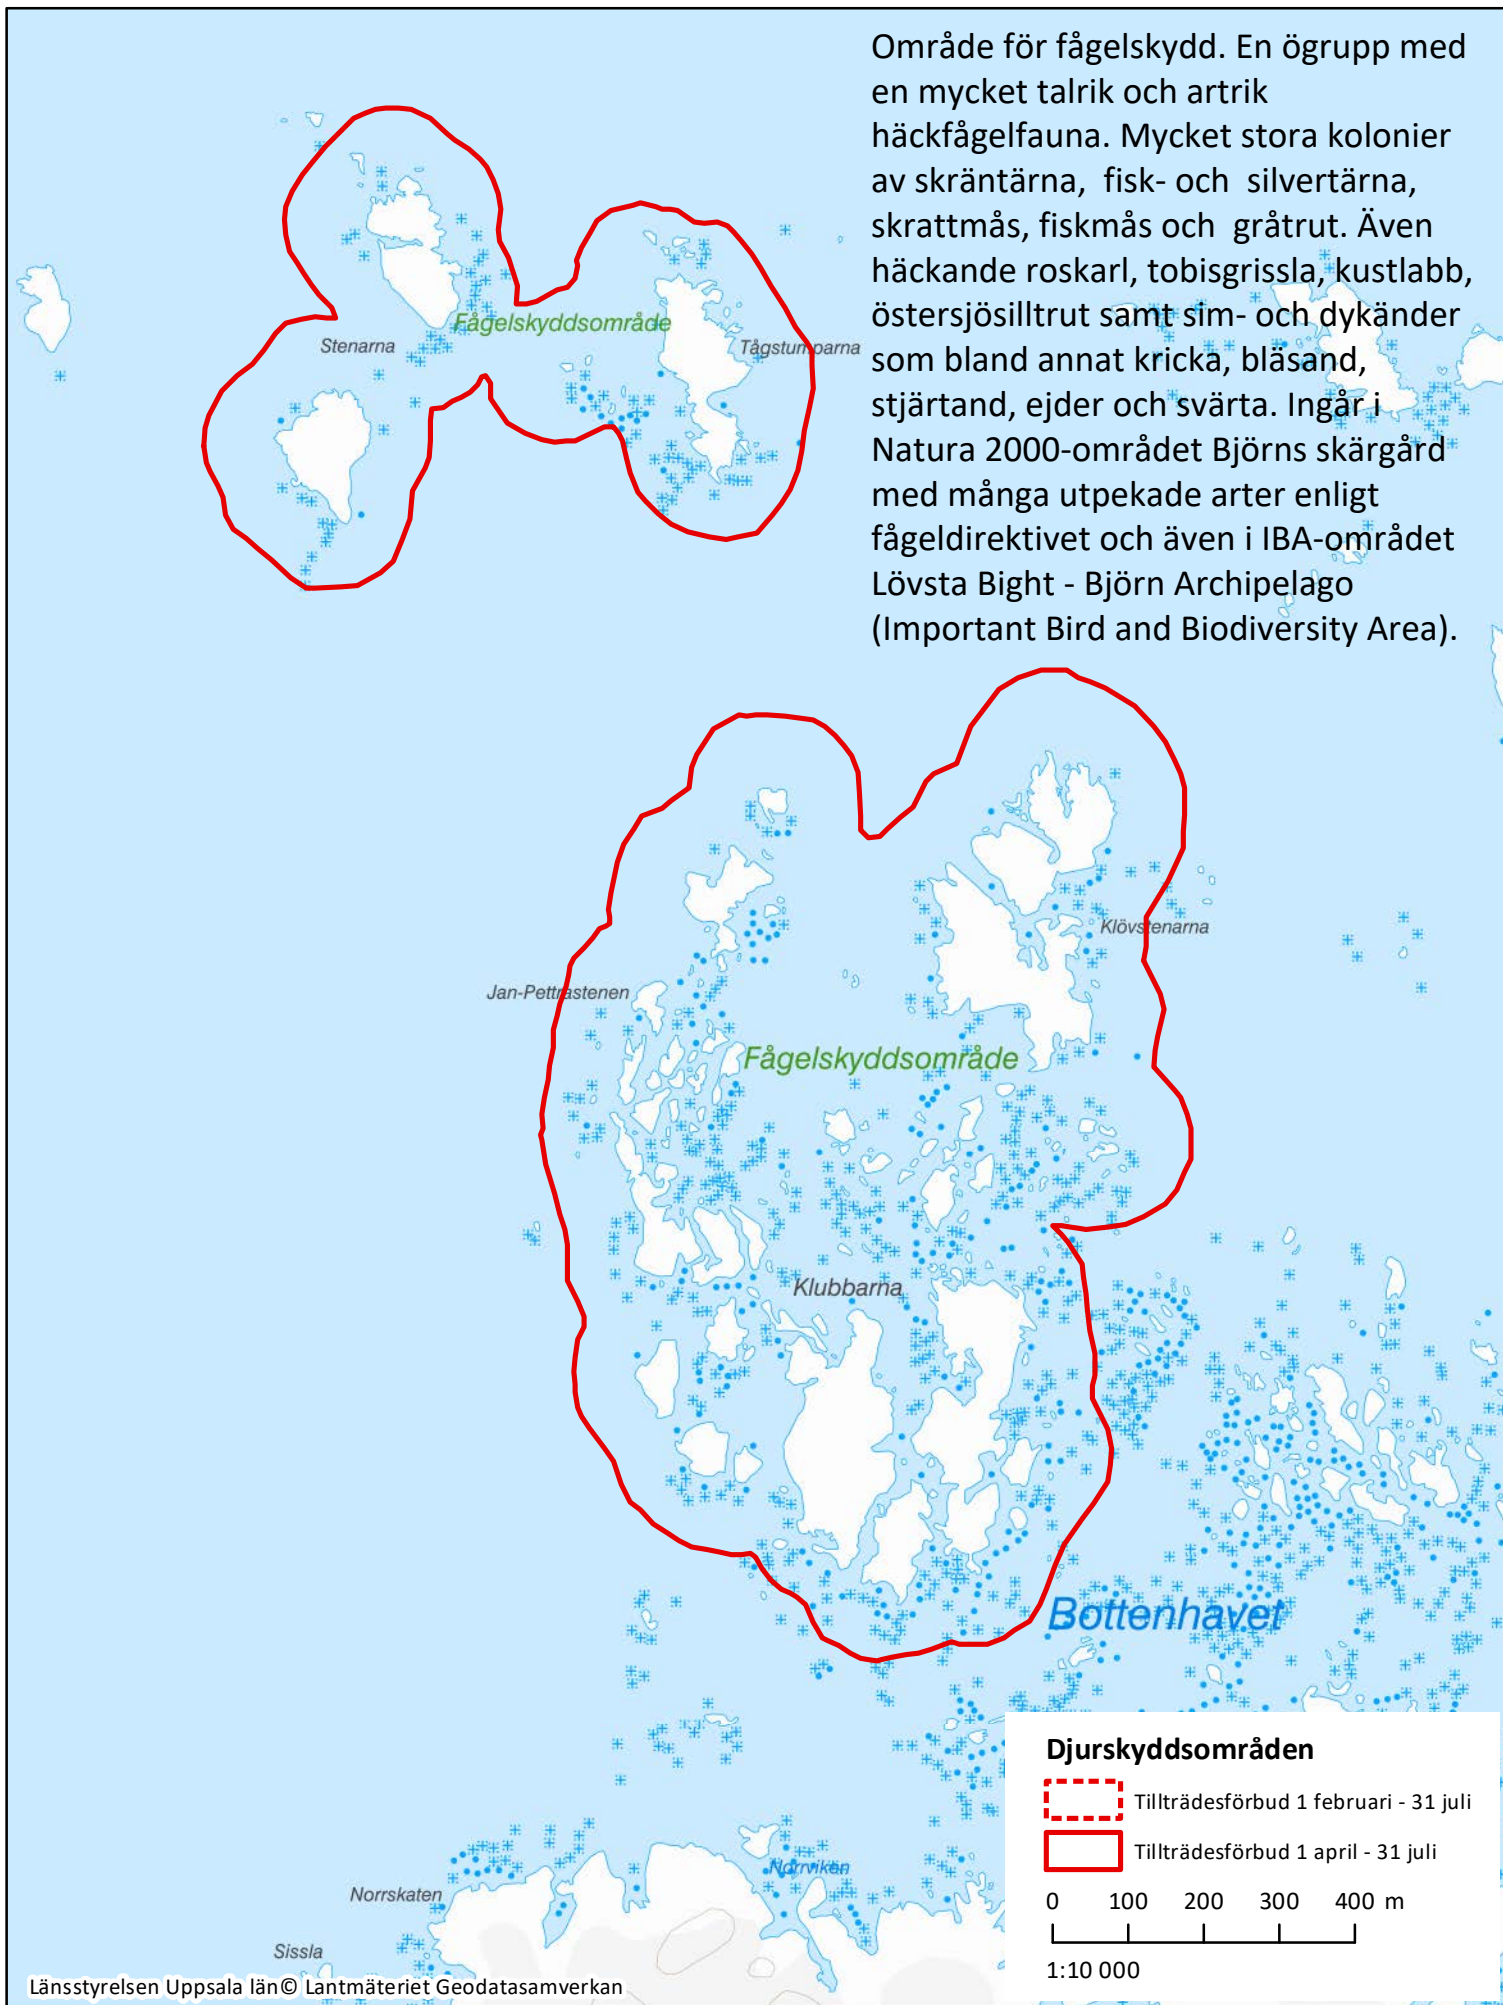 Område för fågelskydd. En ögrupp med
en mycket talrik och artrik
häckfågelfauna. Mycket stora kolonier
av skräntärna, fisk- och silvertärna,
skrattmås, fiskmås och gråtrut. Även
häckande roskarl, tobisgrissla, kustlabb,
östersjösilltrut samt sim- och dykänder
som bland annat kricka, bläsand,
stjärtand, ejder och svärta. Ingår i
Natura 2000-området Björns skärgård
med många utpekade arter enligt
fågeldirektivet och även i IBA-området
Lövsta Bight - Björn Archipelago
(Important Bird and Biodiversity Area).
Fågelskyddsområde
Stenarna
Tågstumparna
Klövstenarna
Jan-Pettrastenen
Fågelskyddsområde
Klubbarna
Bottenhavet
Norrviken
Norrskaten
Sissla
Djurskyddsområden
Tillträdesförbud 1 februari - 31 juli
Tillträdesförbud 1 april - 31 juli
0 100 200 300 400 m
1:10 000
Länsstyrelsen Uppsala län© Lantmäteriet Geodatasamverkan